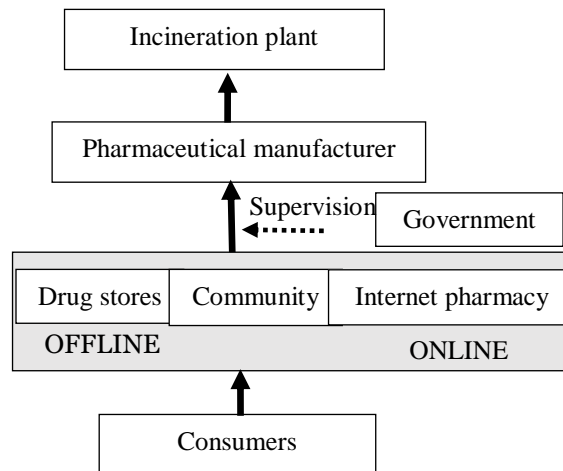 Incineration plant
Pharmaceutical manufacturer
Supervision
Government
Drug stores
Community
Internet pharmacy
OFFLINE
ONLINE
Consumers